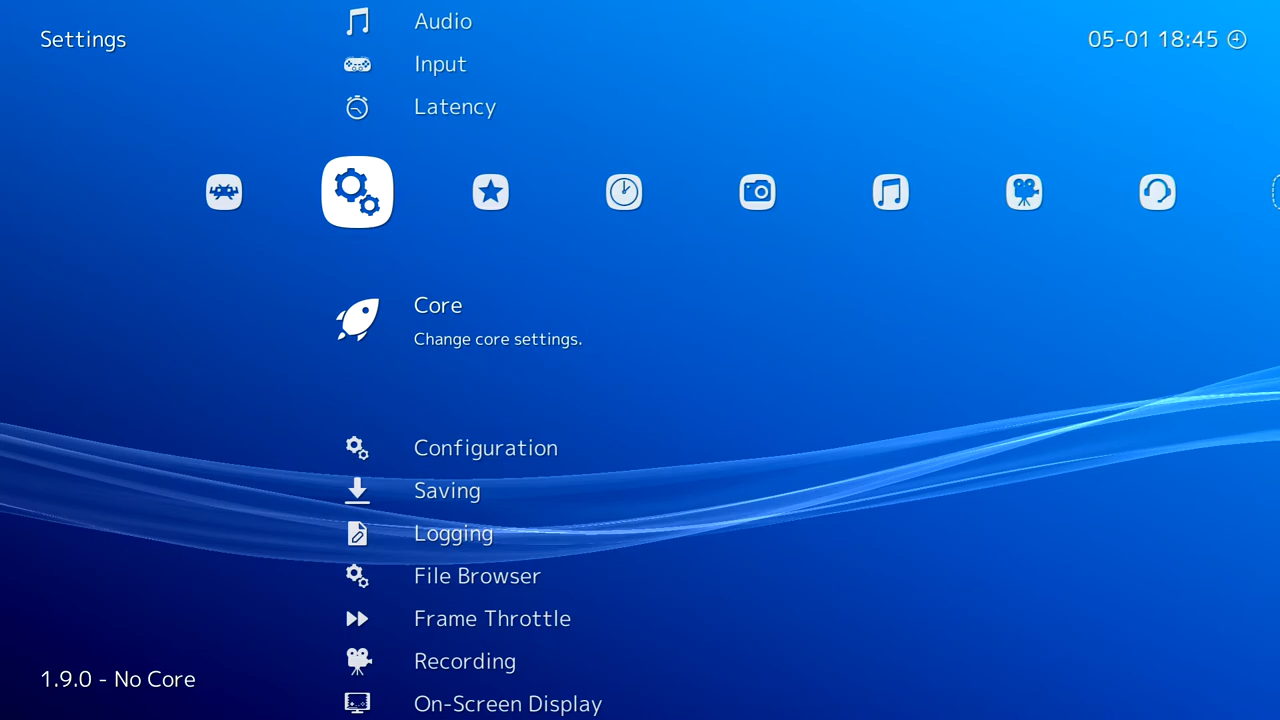 Audio
Settings
05-01 18:45
Input
Latency
Core
Change core settings.
Configuration
Saving
Logging
File Browser
Frame Throttle
Recording
1.9.0 - No Core
On-Screen Display